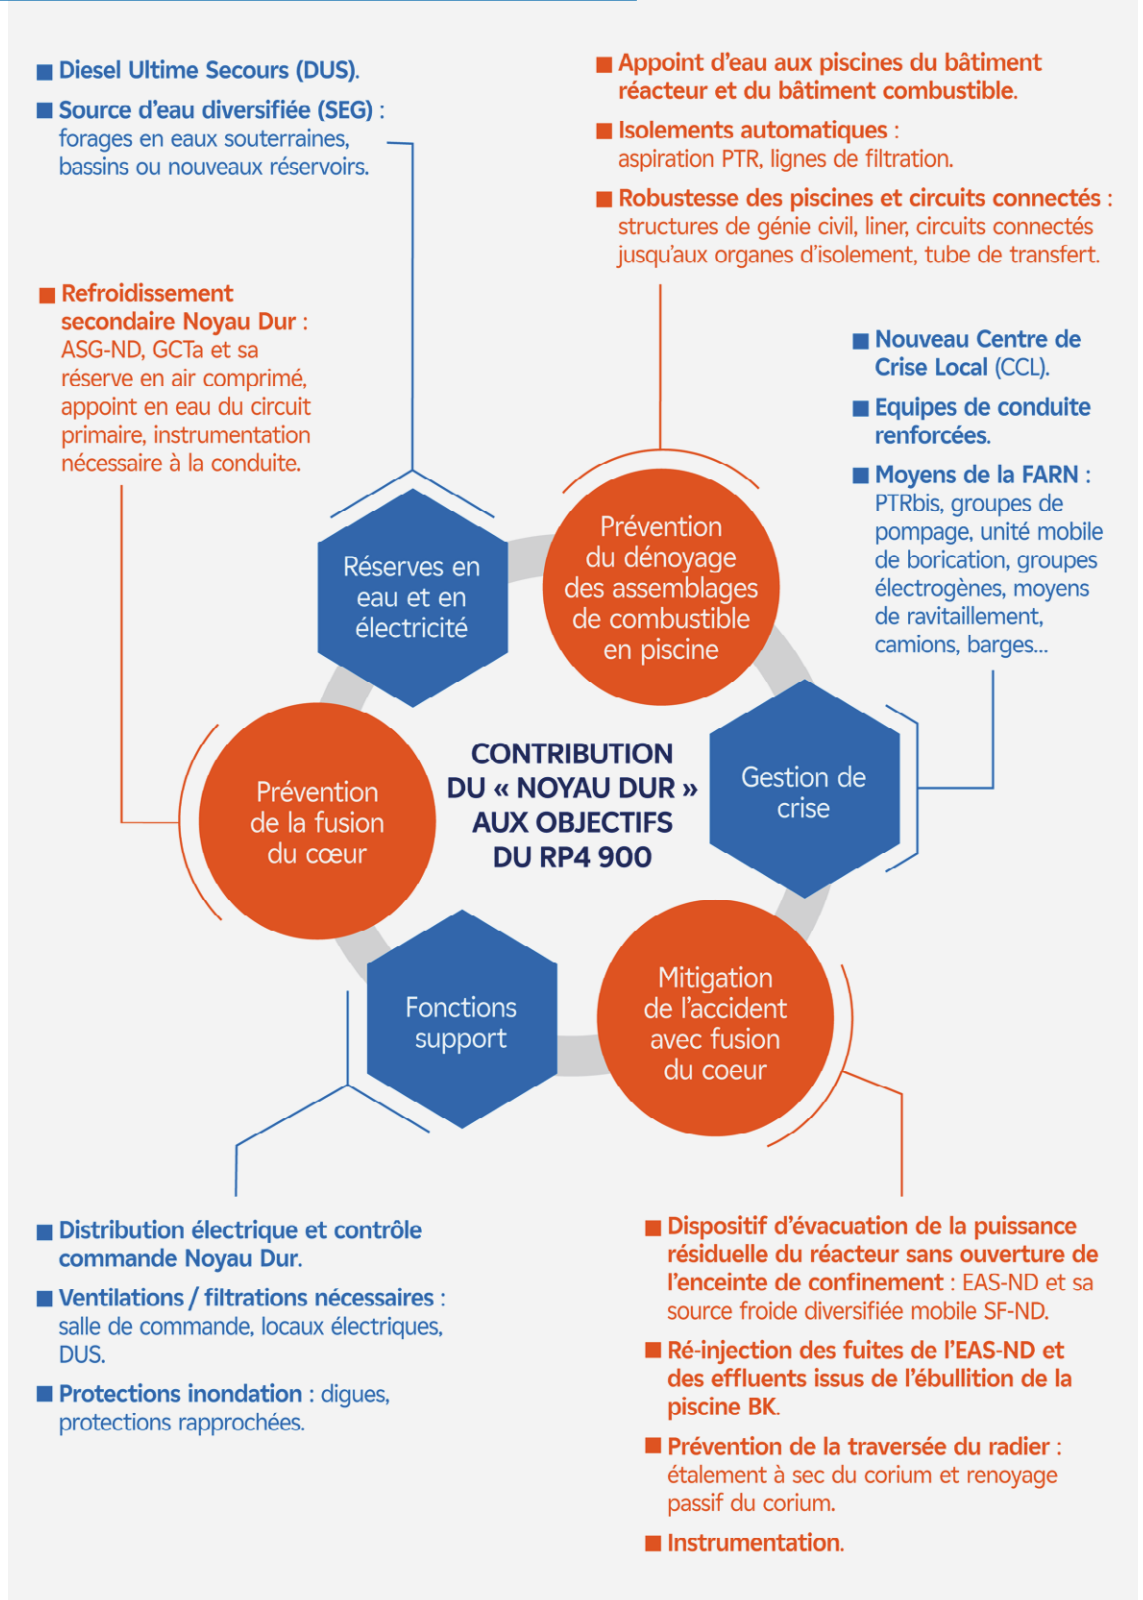 Diesel Ultime Secours (DUS).
Source d'eau diversifiée (SEG) :
forages en eaux souterraines,
bassins ou nouveaux réservoirs.
Appoint d'eau aux piscines du bâtiment
réacteur et du bâtiment combustible.
Isolements automatiques :
aspiration PTR, lignes de filtration.
Robustesse des piscines et circuits connectés :
structures de génie civil, liner, circuits connectés
jusqu'aux organes d'isolement, tube de transfert.
Refroidissement
secondaire Noyau Dur :
ASG-ND, GCTa et sa
réserve en air comprimé,
appoint en eau du circuit
primaire, instrumentation
nécessaire à la conduite.
Nouveau Centre de
Crise Local (CCL).
Equipes de conduite
renforcées.
Moyens de la FARN :
PTRbis, groupes de
pompage, unité mobile
de borication, groupes
électrogènes, moyens
de ravitaillement,
camions, barges...
Réserves en
eau et en
électricité
Prévention
du dénoyage
des assemblages
de combustible
en piscine
Prévention
de la fusion
du cœur
CONTRIBUTION
DU « NOYAU DUR »
AUX OBJECTIFS
DU RP4 900
Gestion de
crise
Fonctions
support
Mitigation
de l'accident
avec fusion
du coeur
Distribution électrique et contrôle
commande Noyau Dur.
Ventilations / filtrations nécessaires :
salle de commande, locaux électriques,
DUS.
Protections inondation : digues,
protections rapprochées.
Dispositif d'évacuation de la puissance
résiduelle du réacteur sans ouverture de
l'enceinte de confinement : EAS-ND et sa
source froide diversifiée mobile SF-ND.
Ré-injection des fuites de l'EAS-ND et
des effluents issus de l'ébullition de la
piscine BK.
Prévention de la traversée du radier :
étalement à sec du corium et renoyage
passif du corium.
Instrumentation.